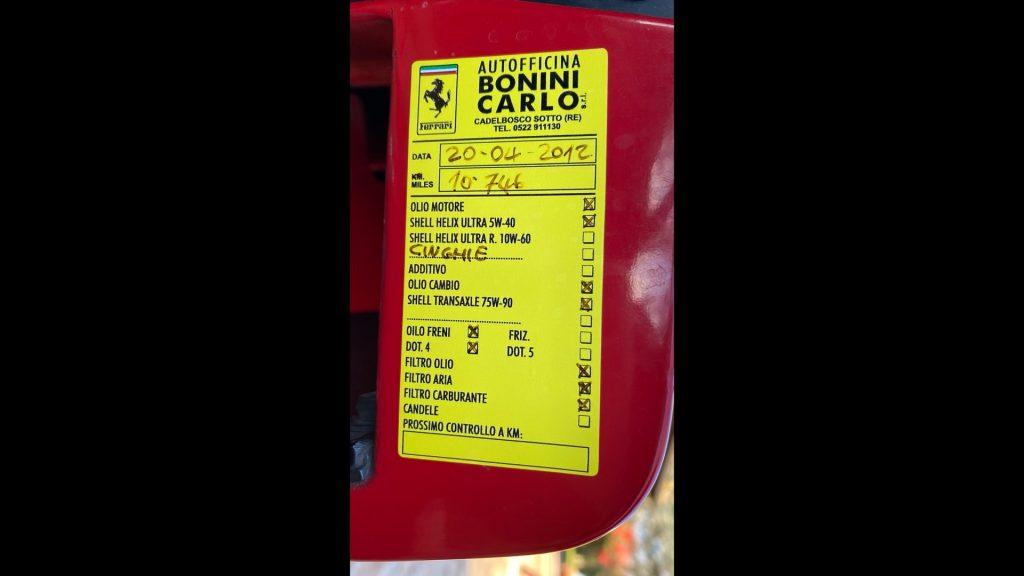 AUTOFFICINA
BONINI
CARLO s.r.l.
Ferrari
CADELBOSCO SOTTO (RE)
TEL. 0522 911130
DATA 20-04-2012
KM. MILES 10.746
OLIO MOTORE
SHELL HELIX ULTRA 5W-40
SHELL HELIX ULTRA R. 10W-60
CINGHIE
ADDITIVO
OLIO CAMBIO
SHELL TRANSAXLE 75W-90
OILO FRENI FRIZ.
DOT. 4 DOT. 5
FILTRO OLIO
FILTRO ARIA
FILTRO CARBURANTE
CANDELE
PROSSIMO CONTROLLO A KM: